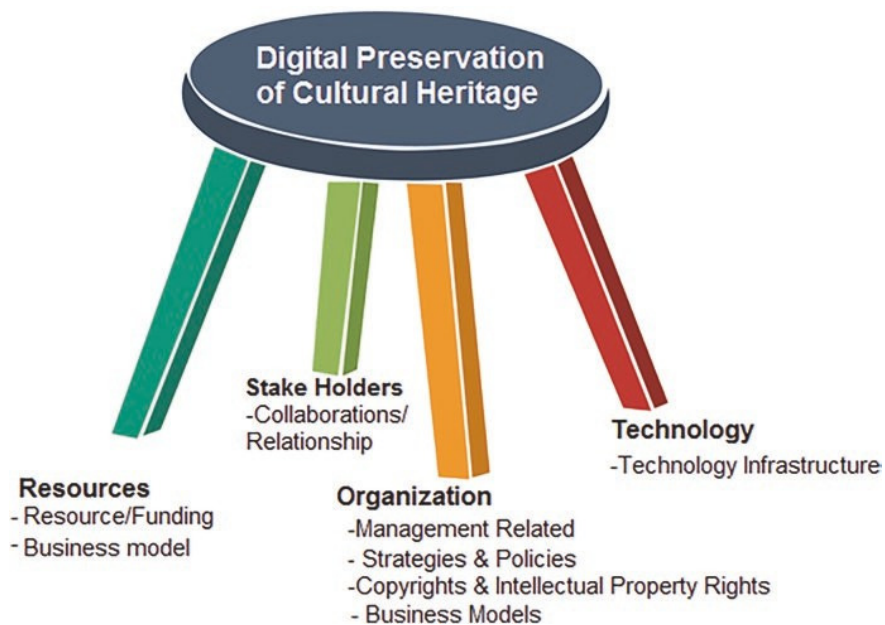 Digital Preservation
of Cultural Heritage
Stake Holders
-Collaborations/
Relationship
Technology
-Technology Infrastructure
Resources
- Resource/Funding
- Business model
Organization
-Management Related
- Strategies & Policies
-Copyrights & Intellectual Property Rights
- Business Models